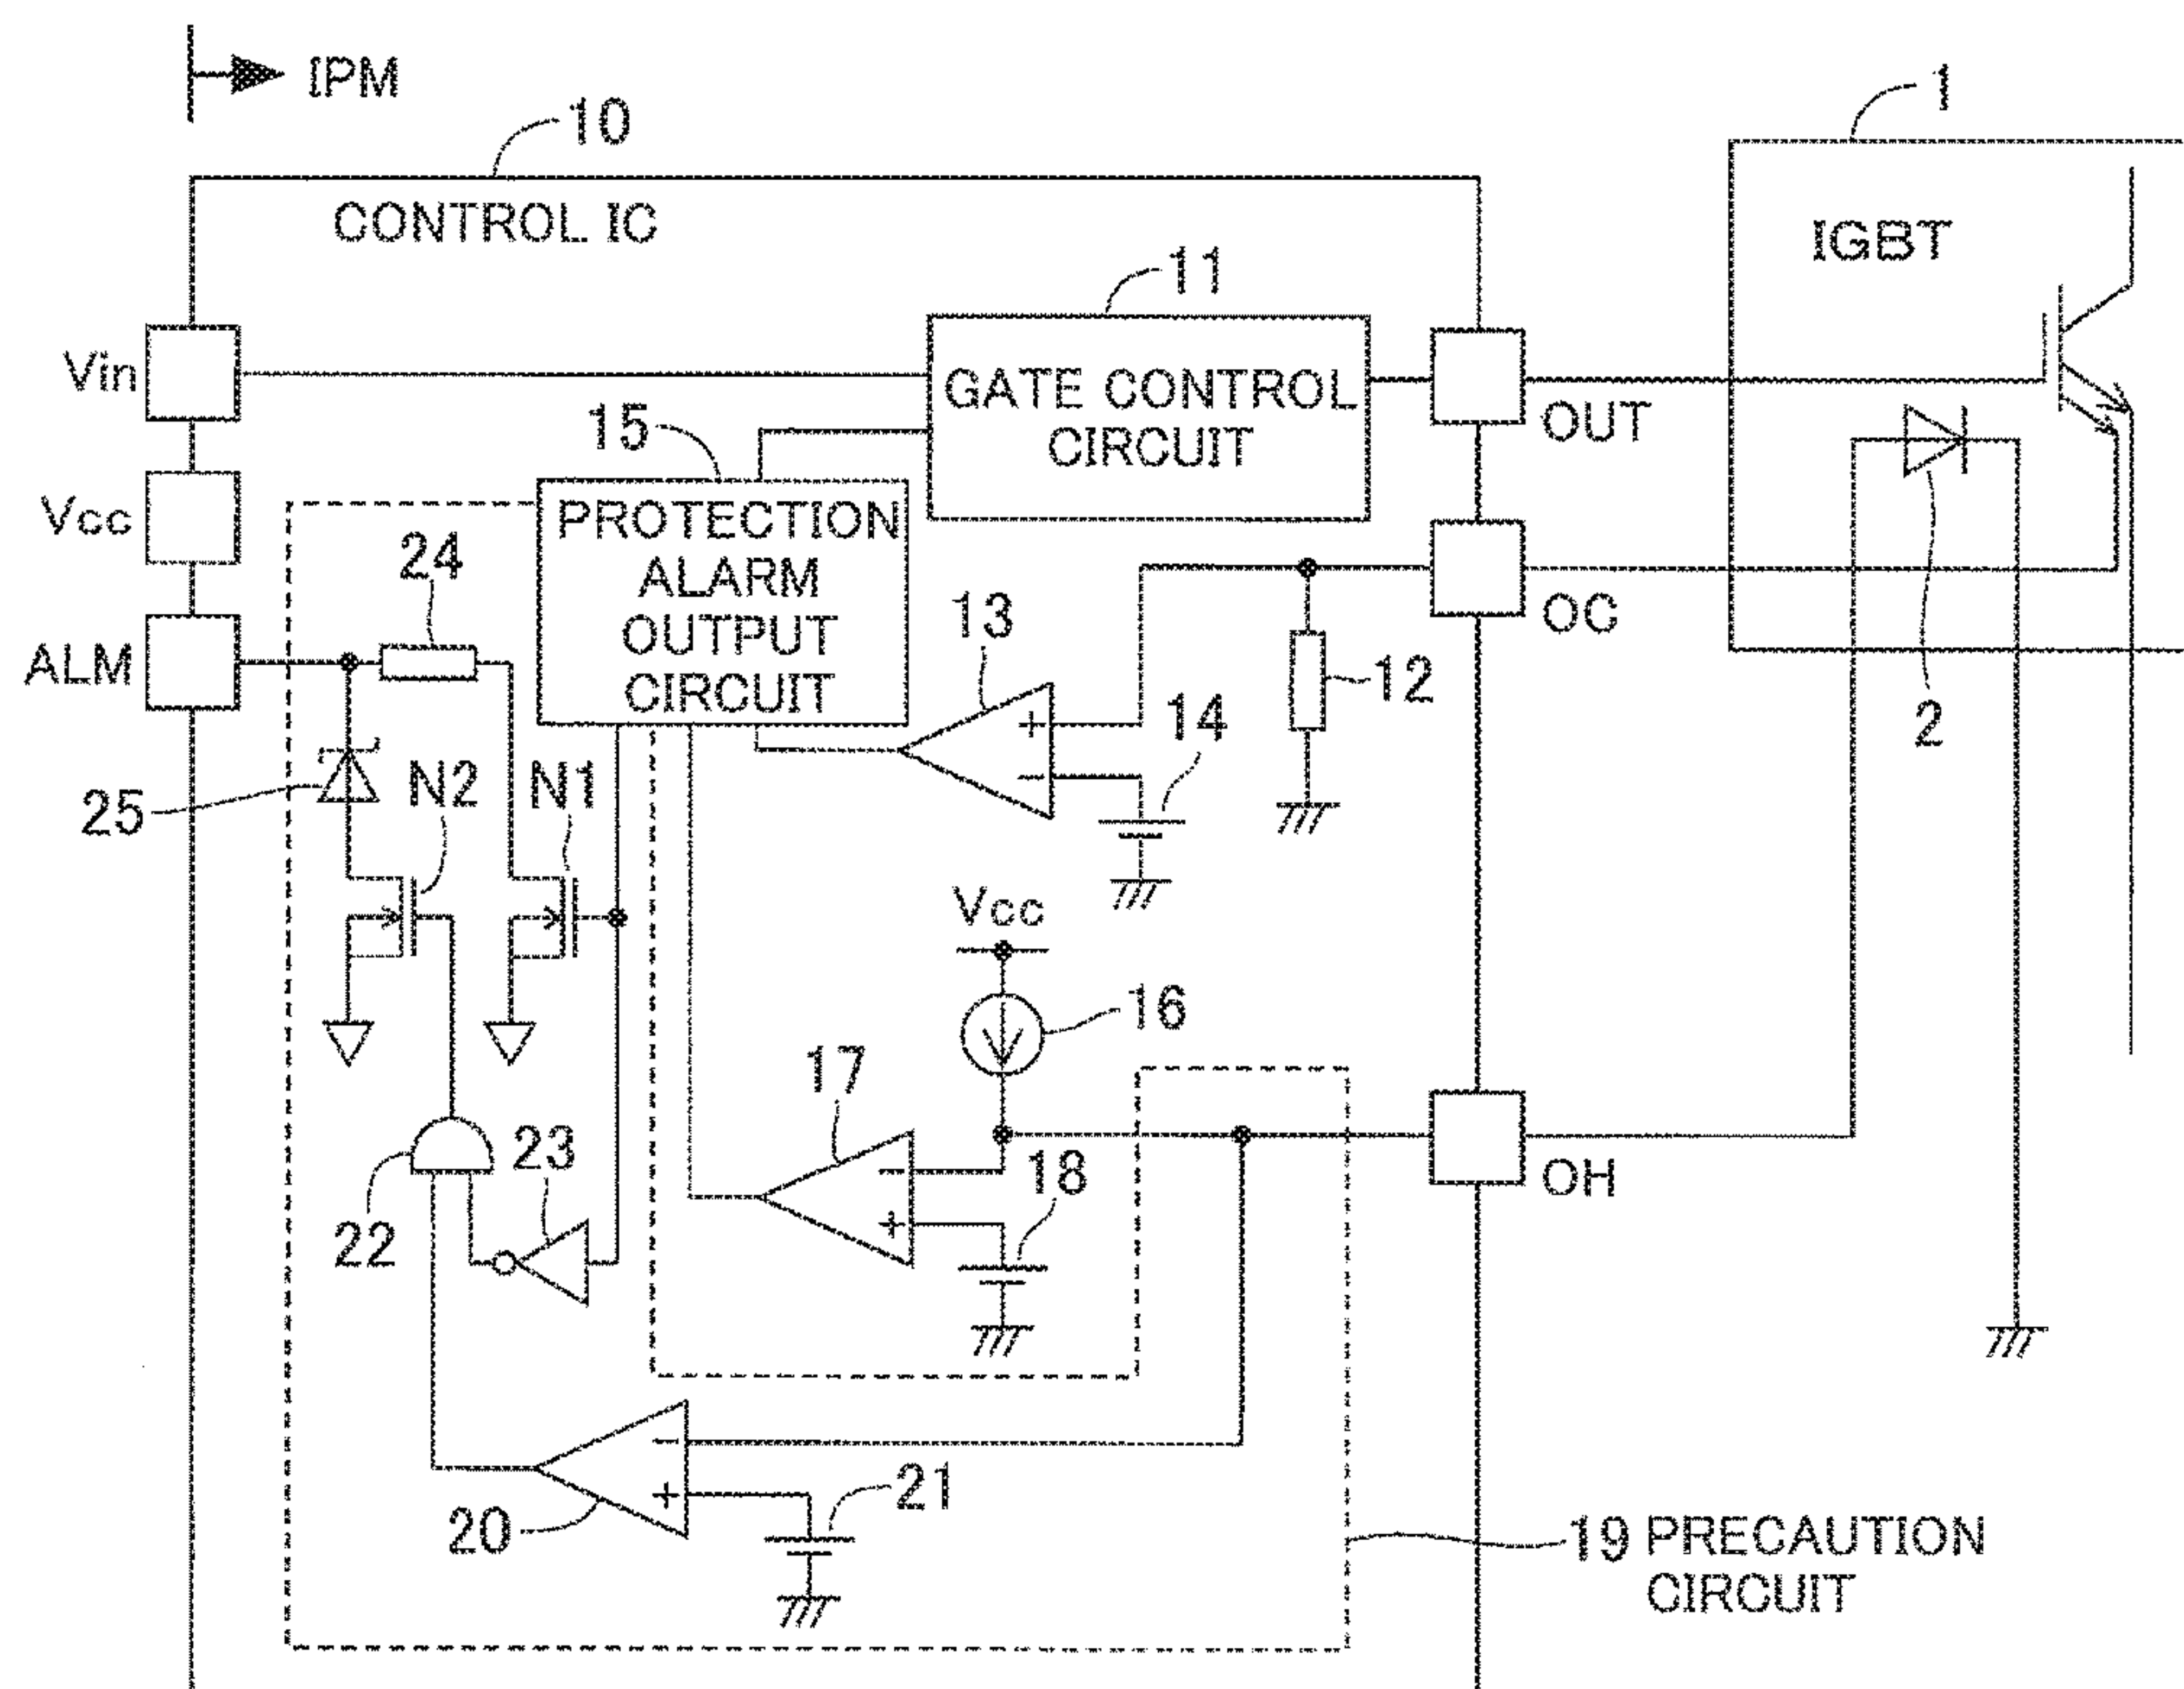 IPM
10
1
CONTROL IC
IGBT
11
Vin
GATE CONTROL
CIRCUIT
OUT
15
PROTECTION
ALARM
OUTPUT
CIRCUIT
Vcc
24
2
OC
13
12
14
ALM
25
N2
N1
Vcc
16
17
18
OH
22
23
20
21
19 PRECAUTION
CIRCUIT
+
−
−
+
−
+